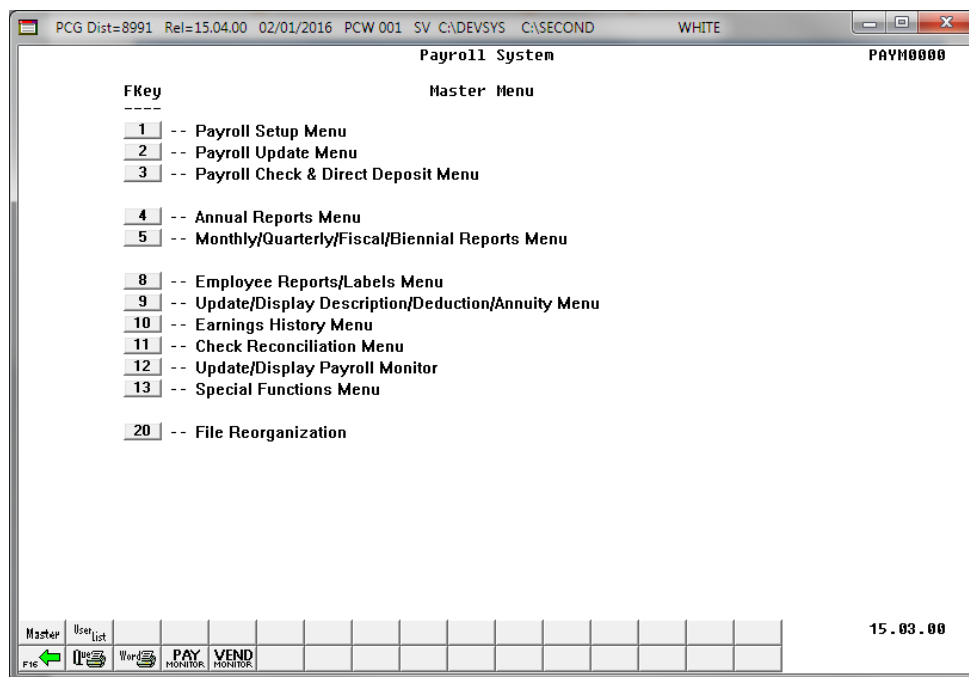 PCG Dist=8991 Rel=15.04.00 02/01/2016 PCW 001 SV C:\DEVSYS C:\SECOND WHITE
Payroll System PAYM0000
FKey Master Menu
----
1 -- Payroll Setup Menu
2 -- Payroll Update Menu
3 -- Payroll Check & Direct Deposit Menu
4 -- Annual Reports Menu
5 -- Monthly/Quarterly/Fiscal/Biennial Reports Menu
8 -- Employee Reports/Labels Menu
9 -- Update/Display Description/Deduction/Annuity Menu
10 -- Earnings History Menu
11 -- Check Reconciliation Menu
12 -- Update/Display Payroll Monitor
13 -- Special Functions Menu
20 -- File Reorganization
Master User List 15.03.00
F16 Que Word PAY MONITOR VEND MONITOR